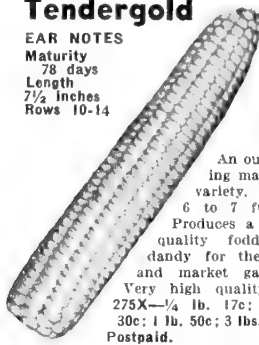 Tendergold
EAR NOTES
Maturity
78 days
Length
7½ inches
Rows 10-14
An ou
ing ma
variety.
6 to 7 f
Produces a
quality fodd
dandy for the
and market ga
Very high qualit
275X—¼ lb. 17c;
30c; 1 lb. 50c; 3 lbs.
Postpaid.